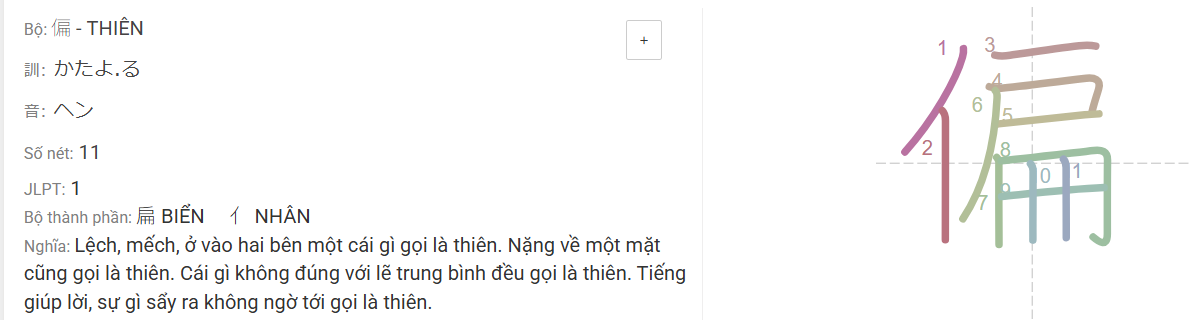 Bộ: 偏 - THIÊN
+
訓: かたよ.る
音: ヘン
Số nét: 11
JLPT: 1
Bộ thành phần: 扁 BIỂN 亻 NHÂN
Nghĩa: Lệch, mếch, ở vào hai bên một cái gì gọi là thiên. Nặng về một mặt
cũng gọi là thiên. Cái gì không đúng với lẽ trung bình đều gọi là thiên. Tiếng
giúp lời, sự gì sẩy ra không ngờ tới gọi là thiên.
偏
1 3
4
6 5
2 8
9 0 1
7